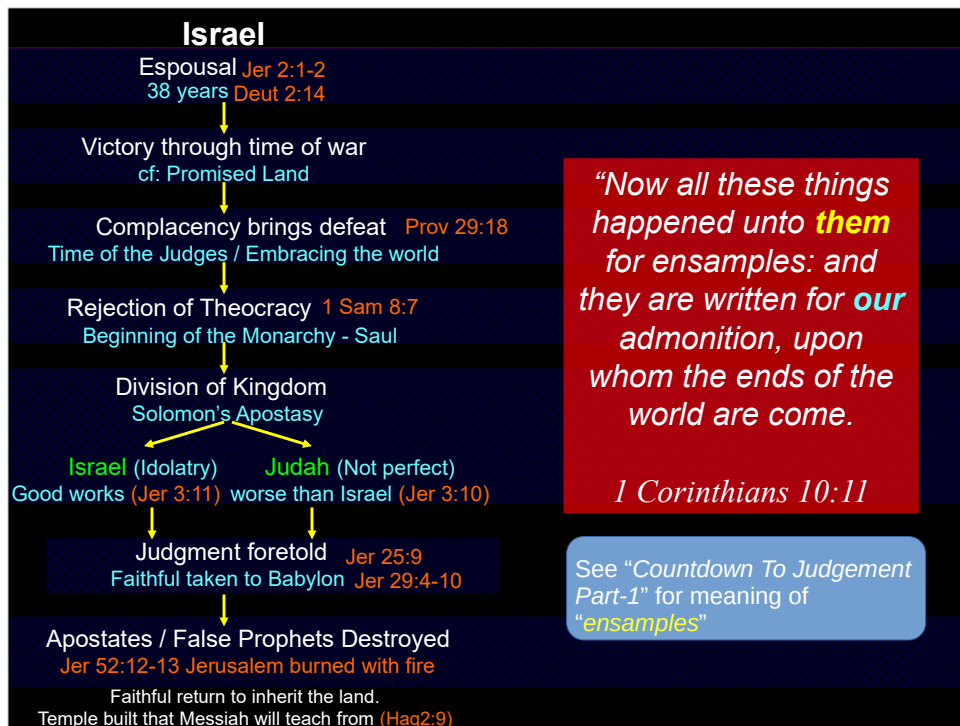 Israel
Espousal Jer 2:1-2
38 years Deut 2:14
Victory through time of war
cf: Promised Land
Complacency brings defeat Prov 29:18
Time of the Judges / Embracing the world
Rejection of Theocracy 1 Sam 8:7
Beginning of the Monarchy - Saul
Division of Kingdom
Solomon's Apostasy
Israel (Idolatry) Judah (Not perfect)
Good works (Jer 3:11) worse than Israel (Jer 3:10)
Judgment foretold Jer 25:9
Faithful taken to Babylon Jer 29:4-10
Apostates / False Prophets Destroyed
Jer 52:12-13 Jerusalem burned with fire
Faithful return to inherit the land.
Temple built that Messiah will teach from (Hag2:9)
“Now all these things
happened unto them
for ensamples: and
they are written for our
admonition, upon
whom the ends of the
world are come.
1 Corinthians 10:11
See “Countdown To Judgement
Part-1” for meaning of
“ensamples”